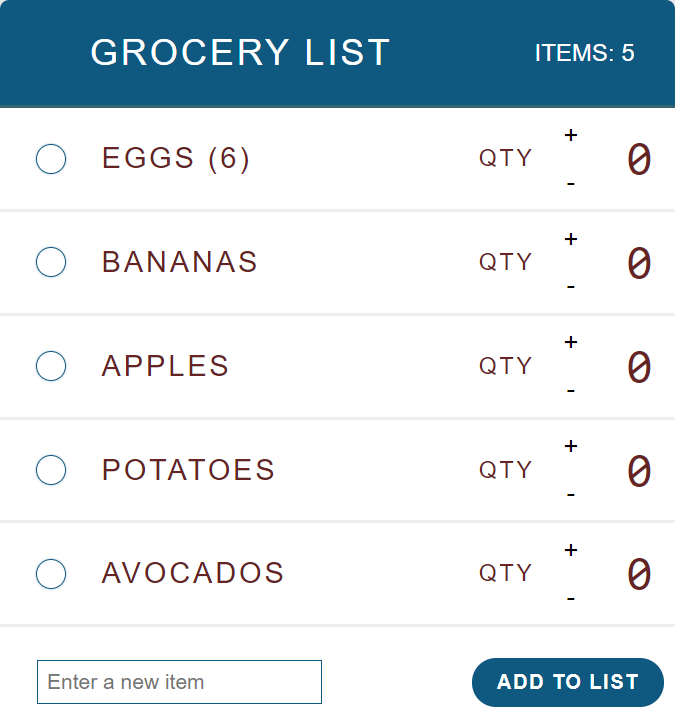 GROCERY LIST ITEMS: 5
EGGS (6) QTY + - 0
BANANAS QTY + - 0
APPLES QTY + - 0
POTATOES QTY + - 0
AVOCADOS QTY + - 0
Enter a new item ADD TO LIST